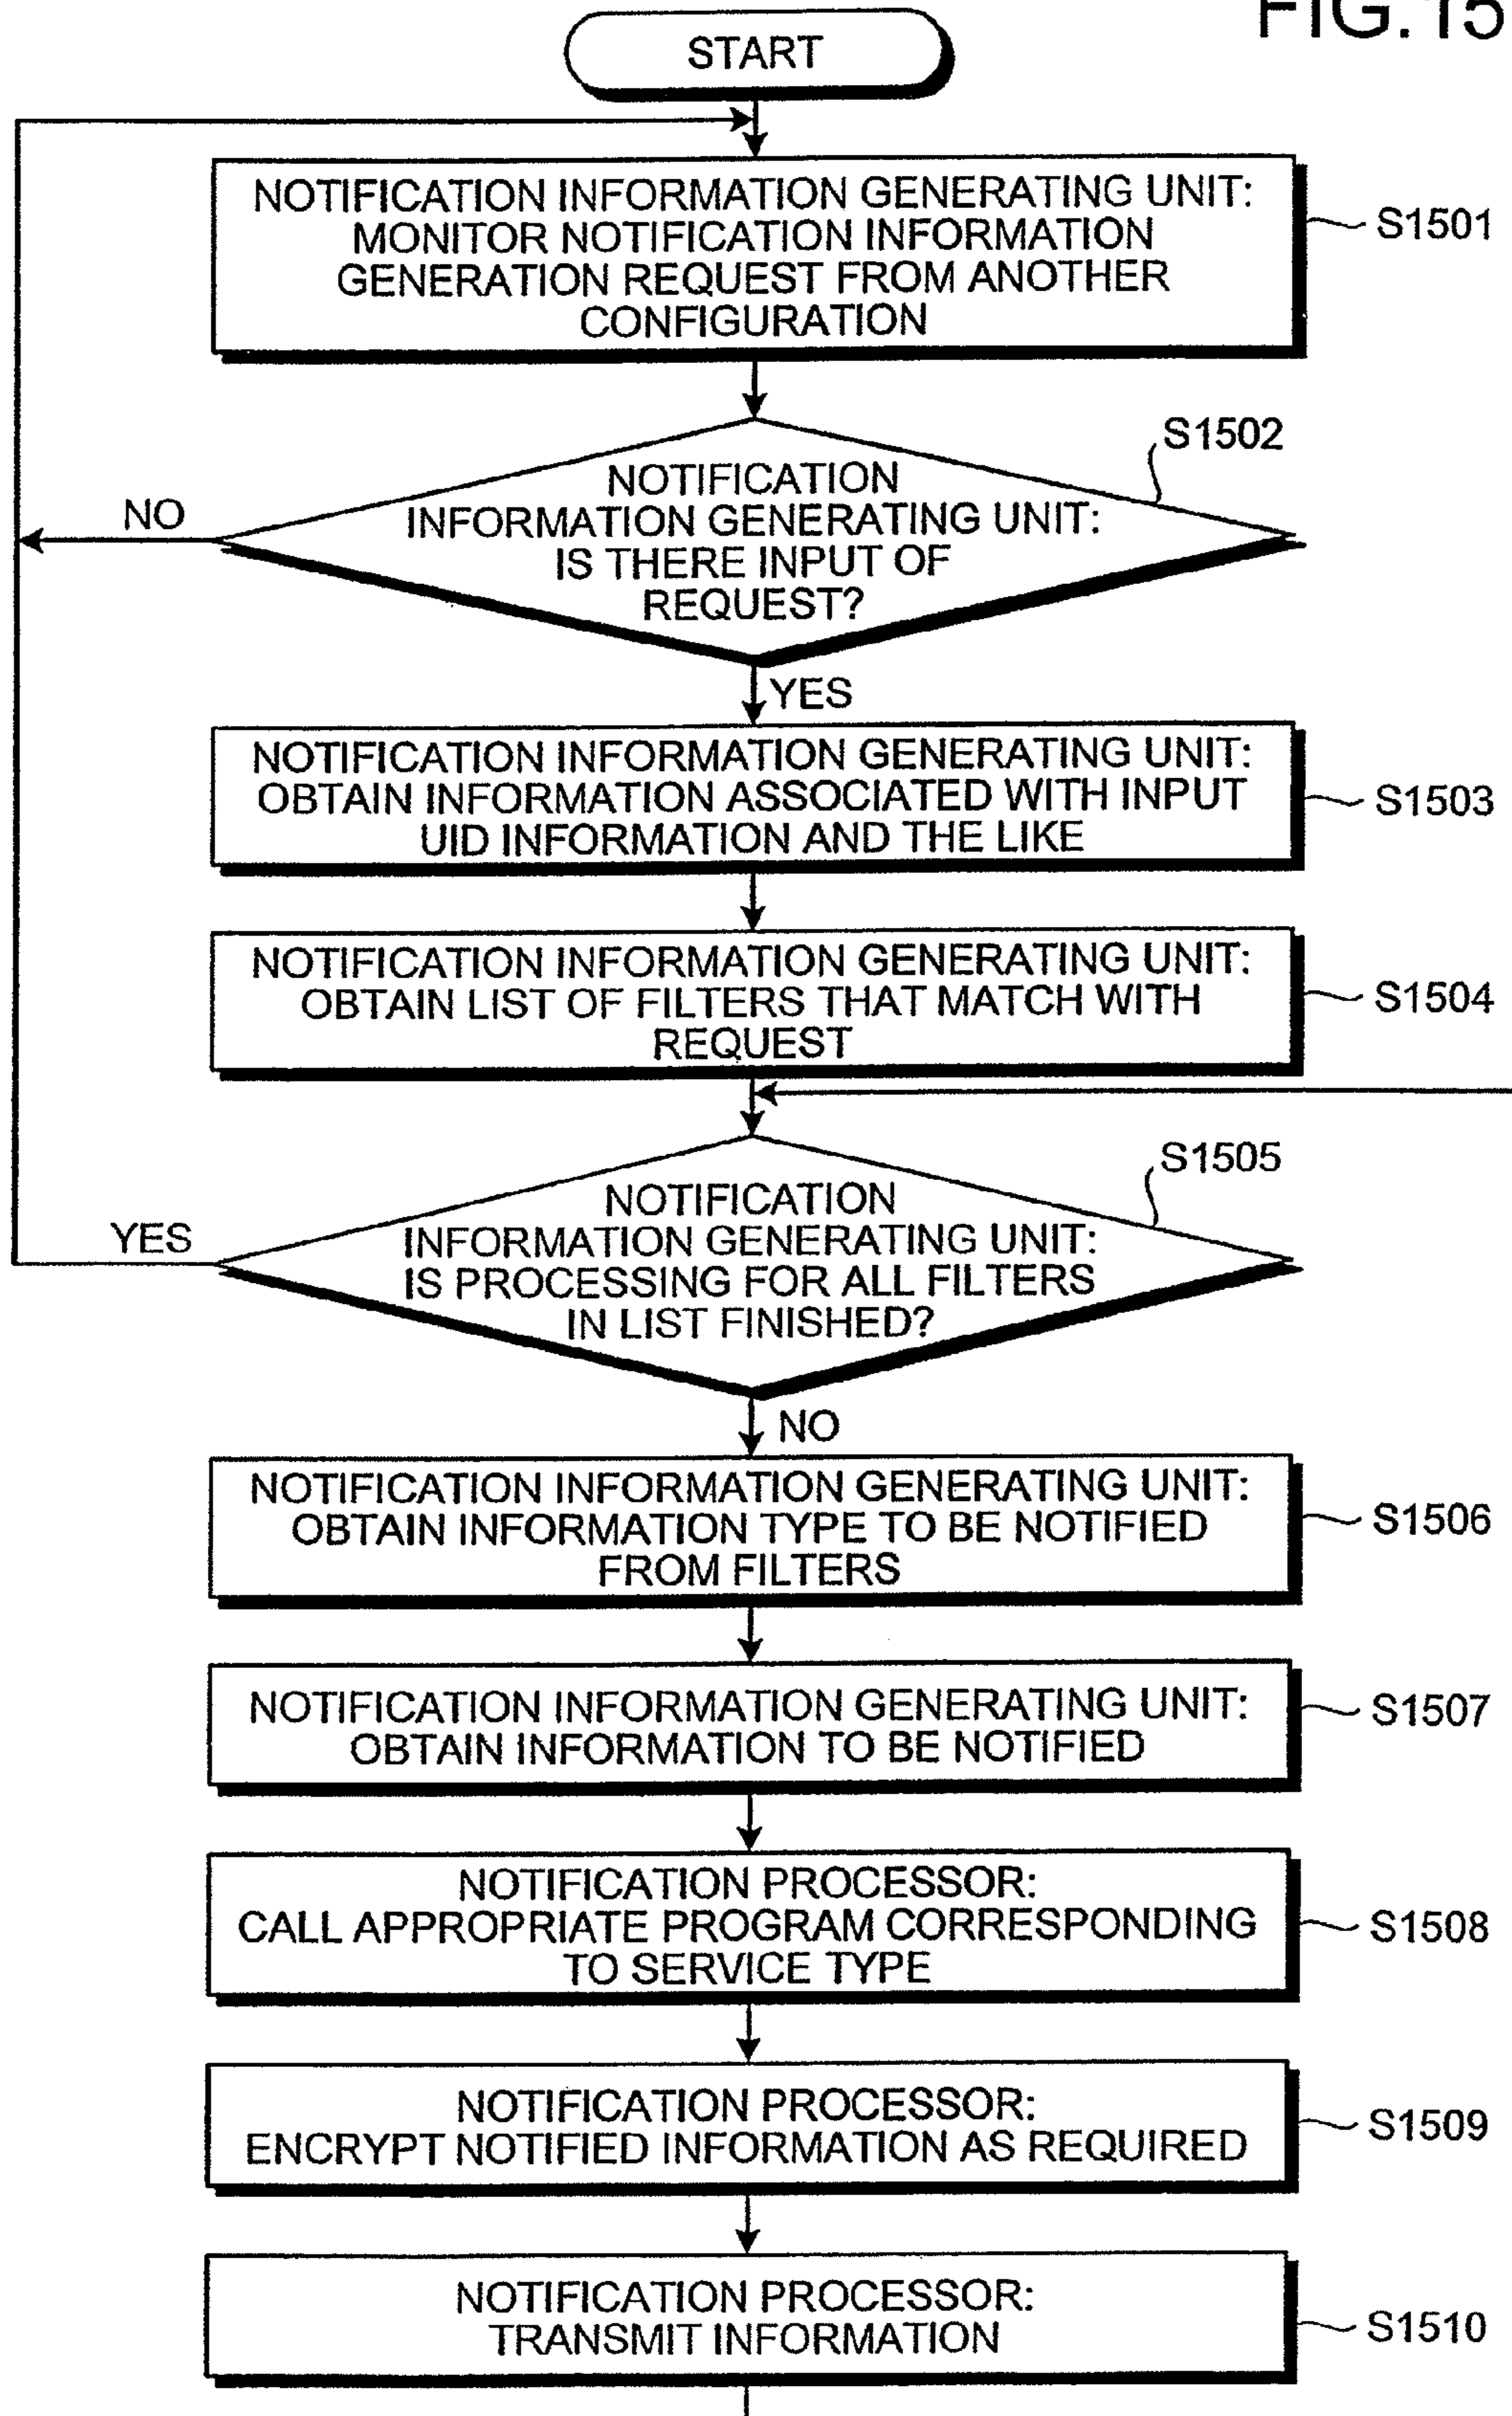 FIG.15
START
NOTIFICATION INFORMATION GENERATING UNIT:
MONITOR NOTIFICATION INFORMATION
GENERATION REQUEST FROM ANOTHER
CONFIGURATION
S1501
S1502
NOTIFICATION
INFORMATION GENERATING UNIT:
IS THERE INPUT OF
REQUEST?
NO
YES
NOTIFICATION INFORMATION GENERATING UNIT:
OBTAIN INFORMATION ASSOCIATED WITH INPUT
UID INFORMATION AND THE LIKE
S1503
NOTIFICATION INFORMATION GENERATING UNIT:
OBTAIN LIST OF FILTERS THAT MATCH WITH
REQUEST
S1504
S1505
NOTIFICATION
INFORMATION GENERATING UNIT:
IS PROCESSING FOR ALL FILTERS
IN LIST FINISHED?
YES
NO
NOTIFICATION INFORMATION GENERATING UNIT:
OBTAIN INFORMATION TYPE TO BE NOTIFIED
FROM FILTERS
S1506
NOTIFICATION INFORMATION GENERATING UNIT:
OBTAIN INFORMATION TO BE NOTIFIED
S1507
NOTIFICATION PROCESSOR:
CALL APPROPRIATE PROGRAM CORRESPONDING
TO SERVICE TYPE
S1508
NOTIFICATION PROCESSOR:
ENCRYPT NOTIFIED INFORMATION AS REQUIRED
S1509
NOTIFICATION PROCESSOR:
TRANSMIT INFORMATION
S1510